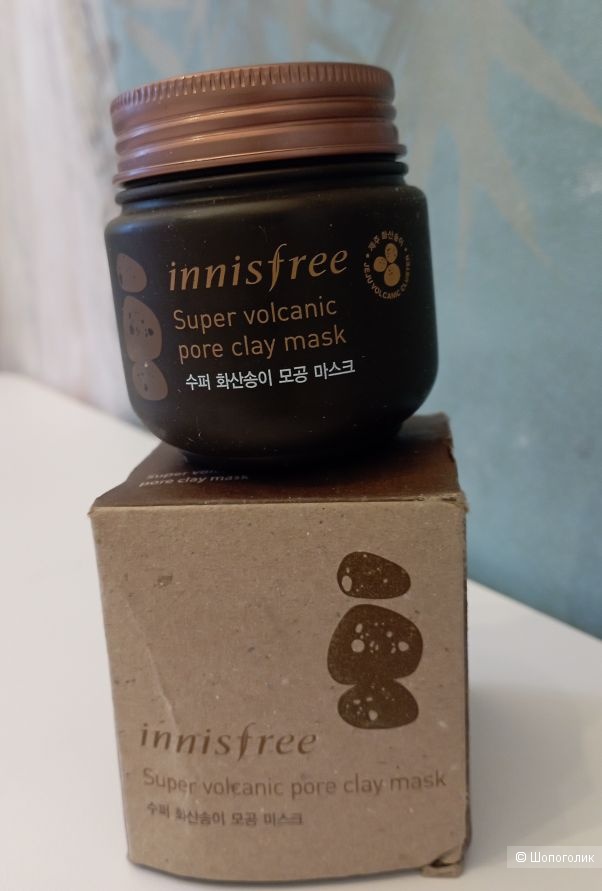 innisfree
제주 화산송이
JEJU VOLCANIC CLUSTER
Super volcanic
pore clay mask
수퍼 화산송이 모공 마스크
Super
pore clay mask
innisfree
Super volcanic pore clay mask
수퍼 화산송이 모공 마스크
© Шопоголик